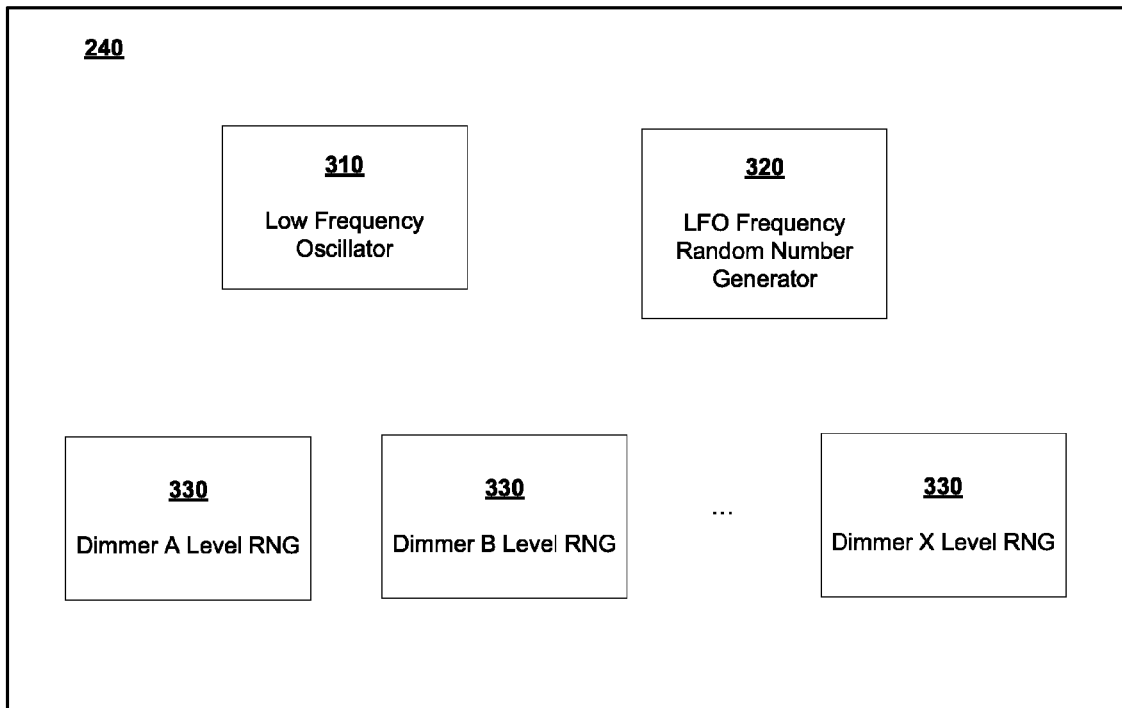 240
310
Low Frequency
Oscillator
320
LFO Frequency
Random Number
Generator
330
Dimmer A Level RNG
330
Dimmer B Level RNG
...
330
Dimmer X Level RNG